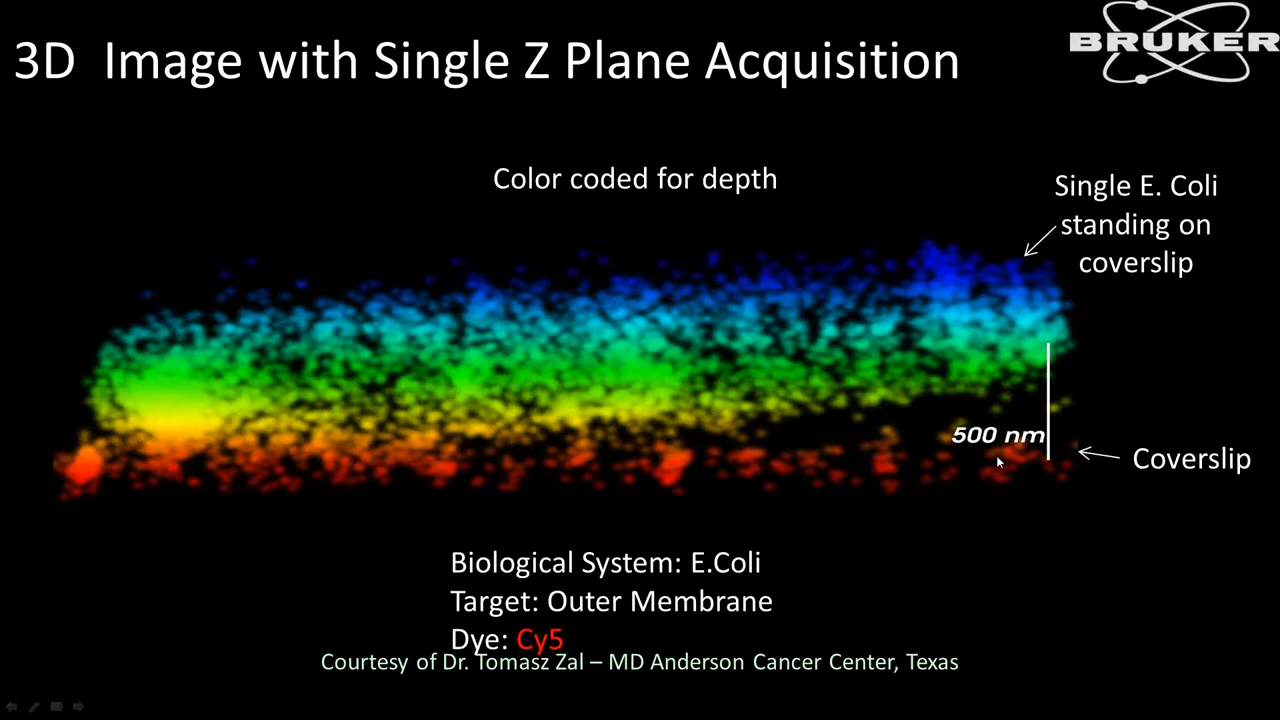 3D  Image with Single Z Plane Acquisition
BRUKER
Color coded for depth
Single E. Coli
standing on
coverslip
500 nm
Coverslip
Biological System: E.Coli
Target: Outer Membrane
Dye: Cy5
Courtesy of Dr. Tomasz Zal – MD Anderson Cancer Center, Texas